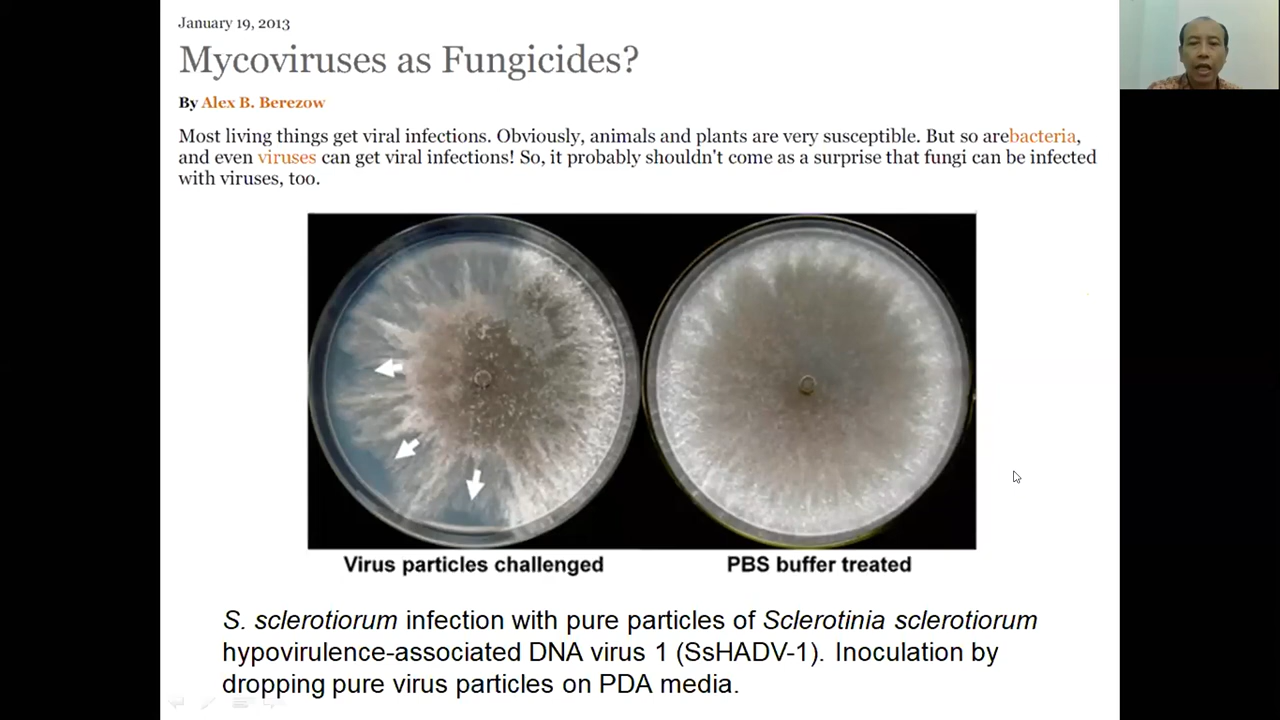 January 19, 2013
Mycoviruses as Fungicides?
By Alex B. Berezow
Most living things get viral infections. Obviously, animals and plants are very susceptible. But so arebacteria,
and even viruses can get viral infections! So, it probably shouldn't come as a surprise that fungi can be infected
with viruses, too.
Virus particles challenged
PBS buffer treated
S. sclerotiorum infection with pure particles of Sclerotinia sclerotiorum
hypovirulence-associated DNA virus 1 (SsHADV-1). Inoculation by
dropping pure virus particles on PDA media.